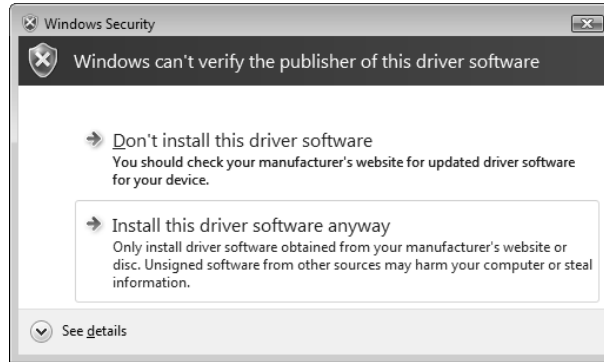 Windows Security
Windows can't verify the publisher of this driver software
Don't install this driver software
You should check your manufacturer's website for updated driver software
for your device.
Install this driver software anyway
Only install driver software obtained from your manufacturer's website or
disc. Unsigned software from other sources may harm your computer or steal
information.
See details